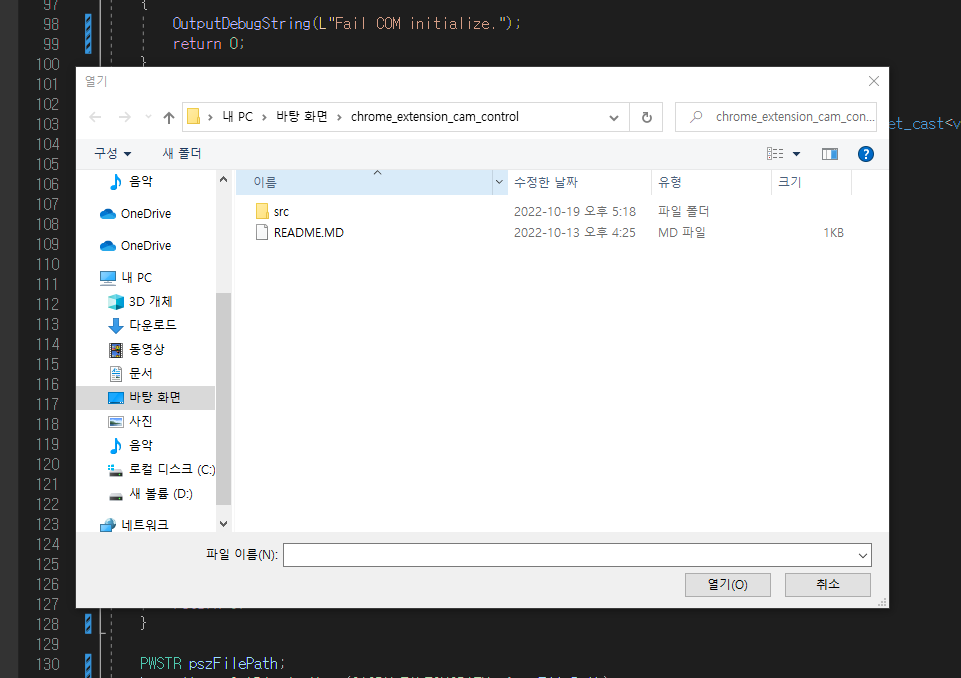 97 {
98 OutputDebugString(L"Fail COM initialize.");
99 return 0;
100 }
101
102
103 et_cast<v
104
105
106
107
108
109
110
111
112
113
114
115
116
117
118
119
120
121
122
123
124
125
126
127
128 }
129
130 PWSTR pszFilePath;
열기
내 PC > 바탕 화면 > chrome_extension_cam_control
chrome_extension_cam_con...
구성 새 폴더
이름 수정한 날짜 유형 크기
src 2022-10-19 오후 5:18 파일 폴더
README.MD 2022-10-13 오후 4:25 MD 파일 1KB
음악
OneDrive
OneDrive
내 PC
3D 개체
다운로드
동영상
문서
바탕 화면
사진
음악
로컬 디스크 (C:)
새 볼륨 (D:)
네트워크
파일 이름(N):
열기(O) 취소